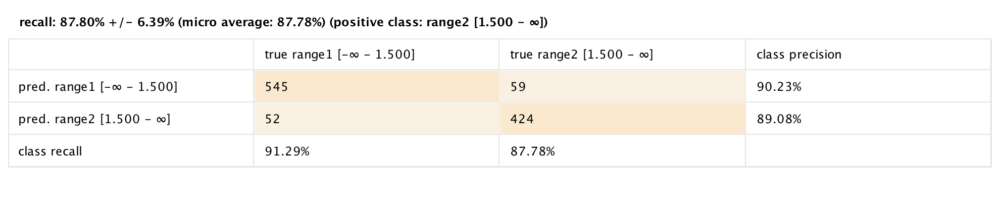 recall: 87.80% +/- 6.39% (micro average: 87.78%) (positive class: range2 [1.500 - ∞])
true range1 [-∞ - 1.500] true range2 [1.500 - ∞] class precision
pred. range1 [-∞ - 1.500] 545 59 90.23%
pred. range2 [1.500 - ∞] 52 424 89.08%
class recall 91.29% 87.78%